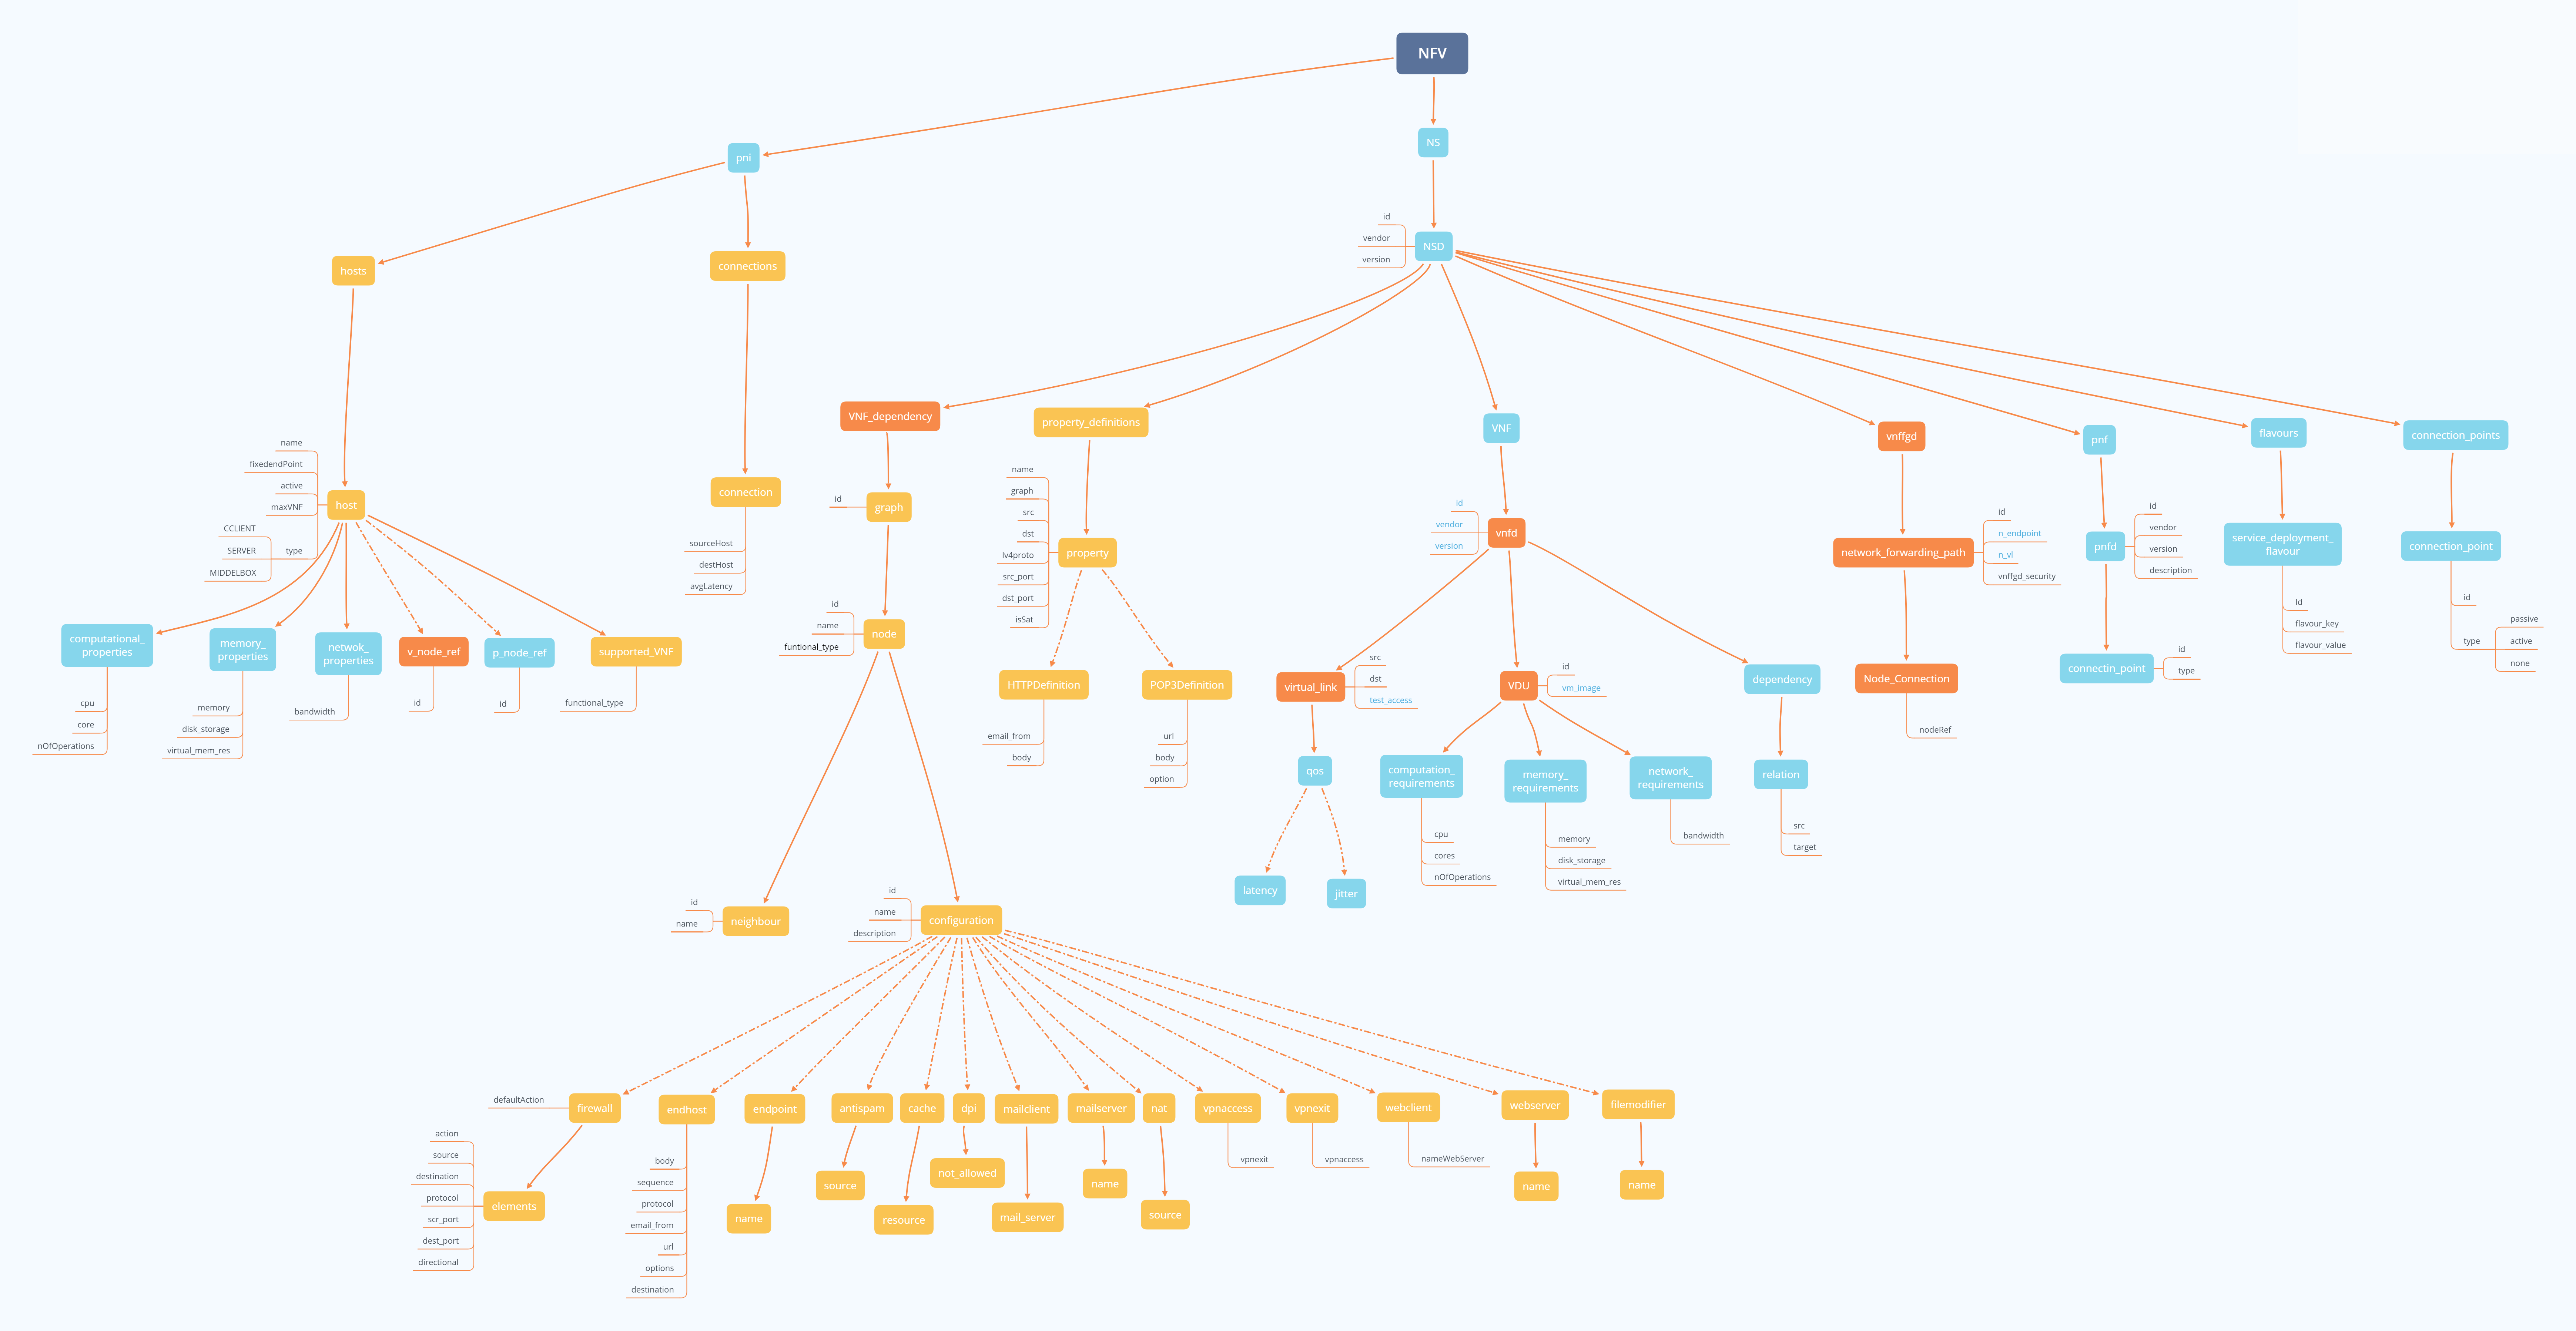 NFV
NS
pni
id
vendor
version
NSD
hosts
connections
VNF_dependency
property_definitions
VNF
vnffgd
pnf
flavours
connection_points
name
fixedendPoint
active
maxVNF
CCLIENT
SERVER
MIDDELBOX
type
host
connection
sourceHost
destHost
avgLatency
id
graph
name
graph
src
dst
lv4proto
src_port
dst_port
isSat
property
id
vendor
version
vnfd
network_forwarding_path
id
n_endpoint
n_vl
vnffgd_security
pnfd
id
vendor
version
description
service_deployment_
flavour
Id
flavour_key
flavour_value
connection_point
id
type
passive
active
none
computational_
properties
cpu
core
nOfOperations
memory_
properties
memory
disk_storage
virtual_mem_res
netwok_
properties
bandwidth
v_node_ref
id
p_node_ref
id
supported_VNF
functional_type
id
name
funtional_type
node
HTTPDefinition
email_from
body
POP3Definition
url
body
option
virtual_link
src
dst
test_access
VDU
id
vm_image
dependency
Node_Connection
nodeRef
connectin_point
id
type
qos
computation_
requirements
cpu
cores
nOfOperations
memory_
requirements
memory
disk_storage
virtual_mem_res
network_
requirements
bandwidth
relation
src
target
latency
jitter
id
name
neighbour
id
name
description
configuration
defaultAction
firewall
endhost
endpoint
antispam
cache
dpi
mailclient
mailserver
nat
vpnaccess
vpnexit
webclient
webserver
filemodifier
action
source
destination
protocol
scr_port
dest_port
directional
elements
body
sequence
protocol
email_from
url
options
destination
name
source
resource
not_allowed
mail_server
name
source
vpnexit
vpnaccess
nameWebServer
name
name